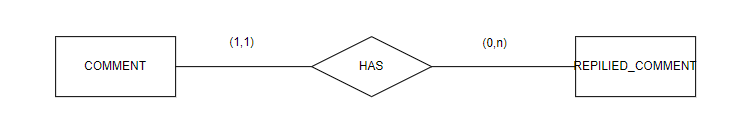 (1,1)
(0,n)
COMMENT
HAS
REPILIED_COMMENT